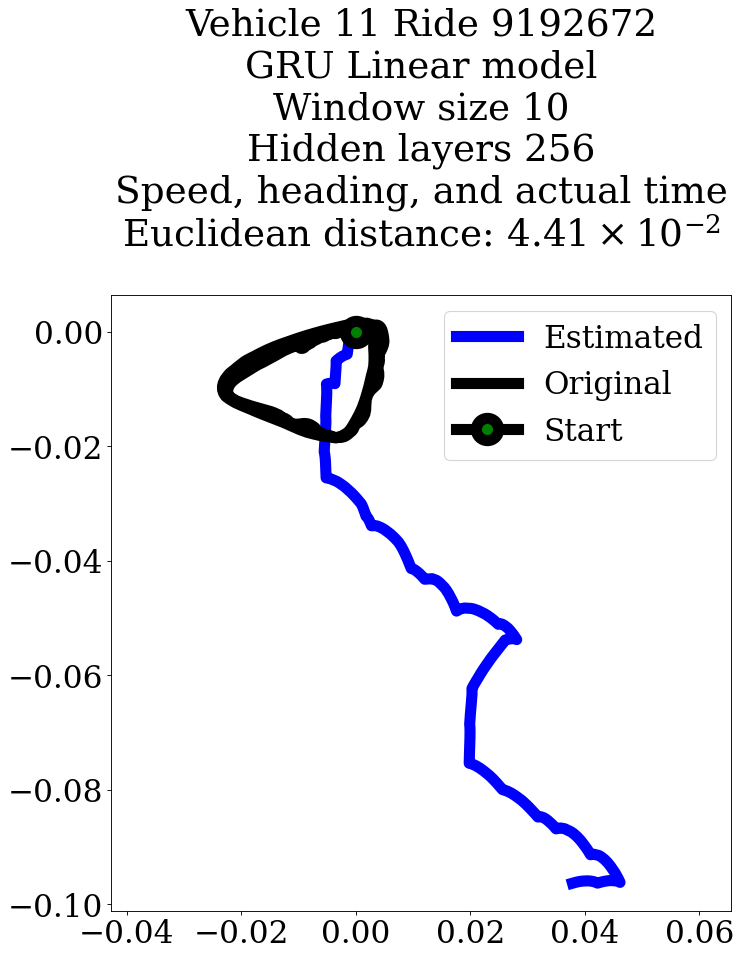 Vehicle 11 Ride 9192672
GRU Linear model
Window size 10
Hidden layers 256
Speed, heading, and actual time
Euclidean distance: 4.41 × 10⁻²
Estimated
Original
Start
0.00
−0.02
−0.04
−0.06
−0.08
−0.10
−0.04 −0.02 0.00 0.02 0.04 0.06